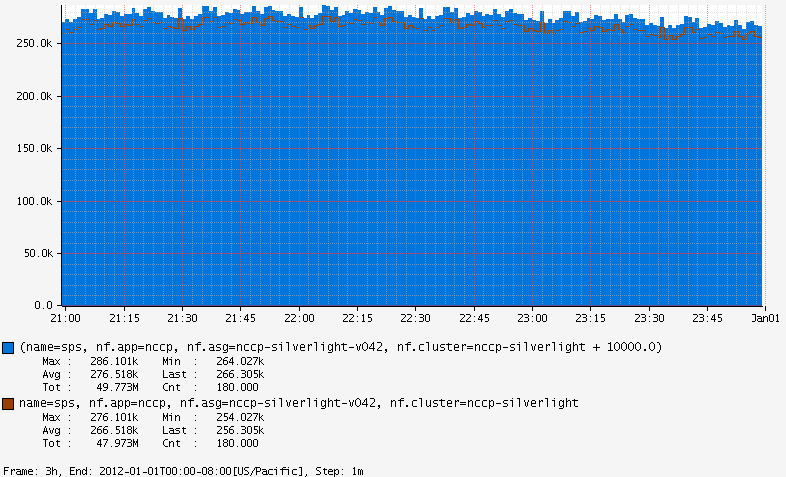 250.0k
200.0k
150.0k
100.0k
50.0k
0.0
21:00 21:15 21:30 21:45 22:00 22:15 22:30 22:45 23:00 23:15 23:30 23:45 Jan01
(name=sps, nf.app=nccp, nf.asg=nccp-silverlight-v042, nf.cluster=nccp-silverlight + 10000.0)
Max : 286.101k Min : 264.027k
Avg : 276.518k Last : 266.305k
Tot : 49.773M Cnt : 180.000
name=sps, nf.app=nccp, nf.asg=nccp-silverlight-v042, nf.cluster=nccp-silverlight
Max : 276.101k Min : 254.027k
Avg : 266.518k Last : 256.305k
Tot : 47.973M Cnt : 180.000
Frame: 3h, End: 2012-01-01T00:00-08:00[US/Pacific], Step: 1m